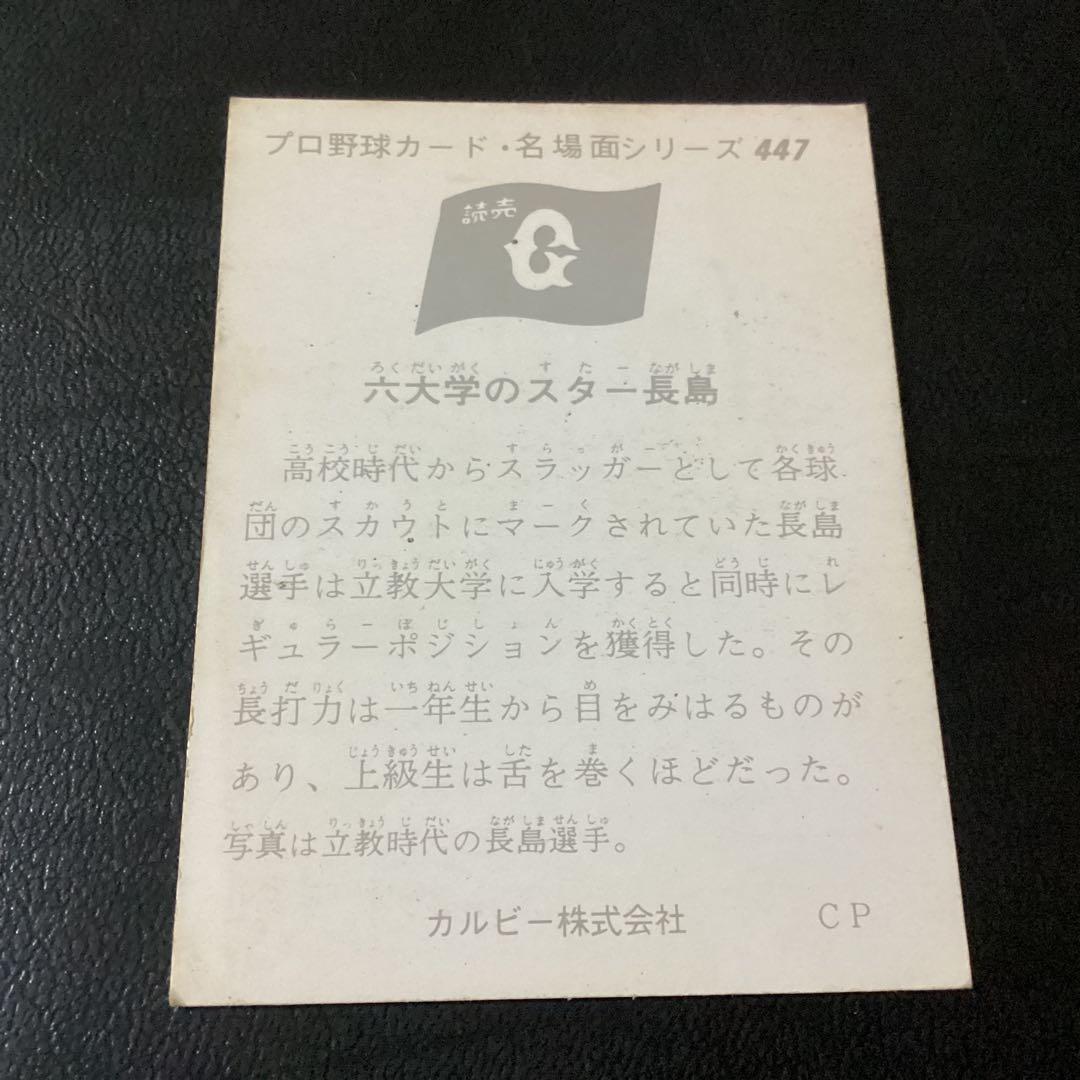 プロ野球カード・名場面シリーズ 447
読売
G
六大学のスター長島
高校時代からスラッガーとして各球
団のスカウトにマークされていた長島
選手は立教大学に入学すると同時にレ
ギュラーポジションを獲得した。その
長打力は一年生から目をみはるものが
あり、上級生は舌を巻くほどだった。
写真は立教時代の長島選手。
カルビー株式会社 CP